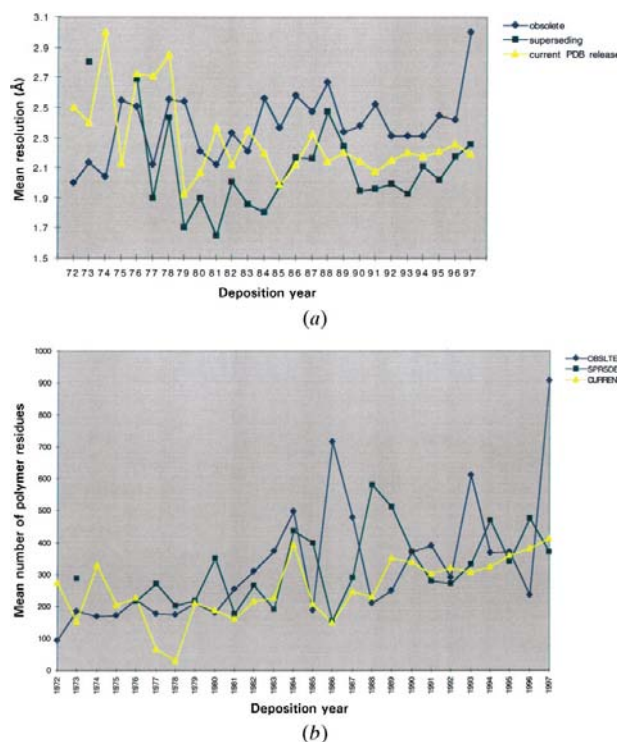 obsolete
superseding
current PDB release
3.1
2.9
2.7
2.5
2.3
2.1
1.9
1.7
1.5
Mean resolution (Å)
72 73 74 75 76 77 78 79 80 81 82 83 84 85 86 87 88 89 90 91 92 93 94 95 96 97
Deposition year
(a)
OBSLTE
SPRSDE
CURRENT
1000
900
800
700
600
500
400
300
200
100
0
Mean number of polymer residues
1972 1973 1974 1975 1976 1977 1978 1979 1980 1981 1982 1983 1984 1985 1986 1987 1988 1989 1990 1991 1992 1993 1994 1995 1996 1997
Deposition year
(b)